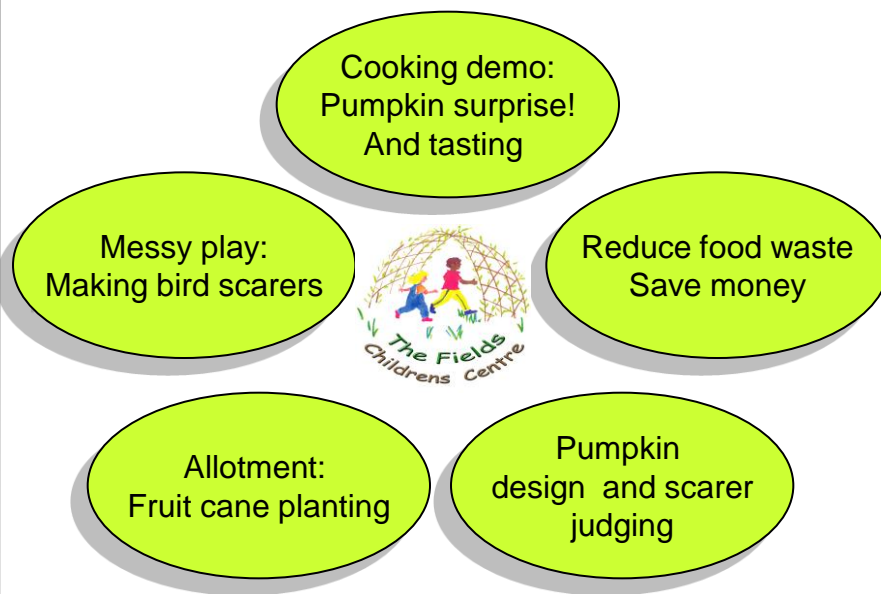 Cooking demo:
Pumpkin surprise!
And tasting
Messy play:
Making bird scarers
Reduce food waste
Save money
The Fields
Childrens Centre
Allotment:
Fruit cane planting
Pumpkin
design and scarer
judging